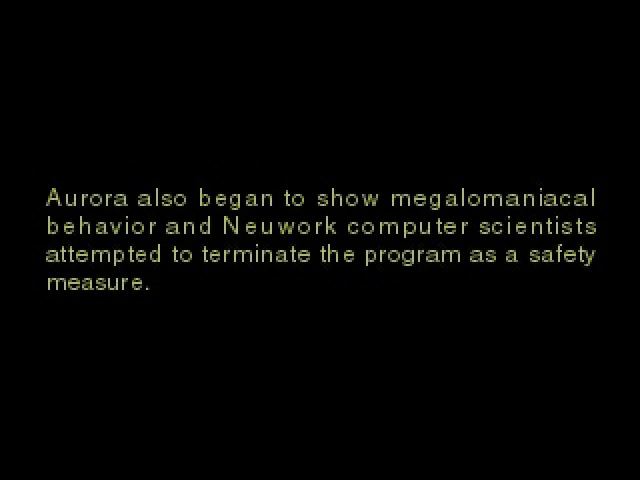 Aurora also began to show megalomaniacal
behavior and Neuwork computer scientists
attempted to terminate the program as a safety
measure.